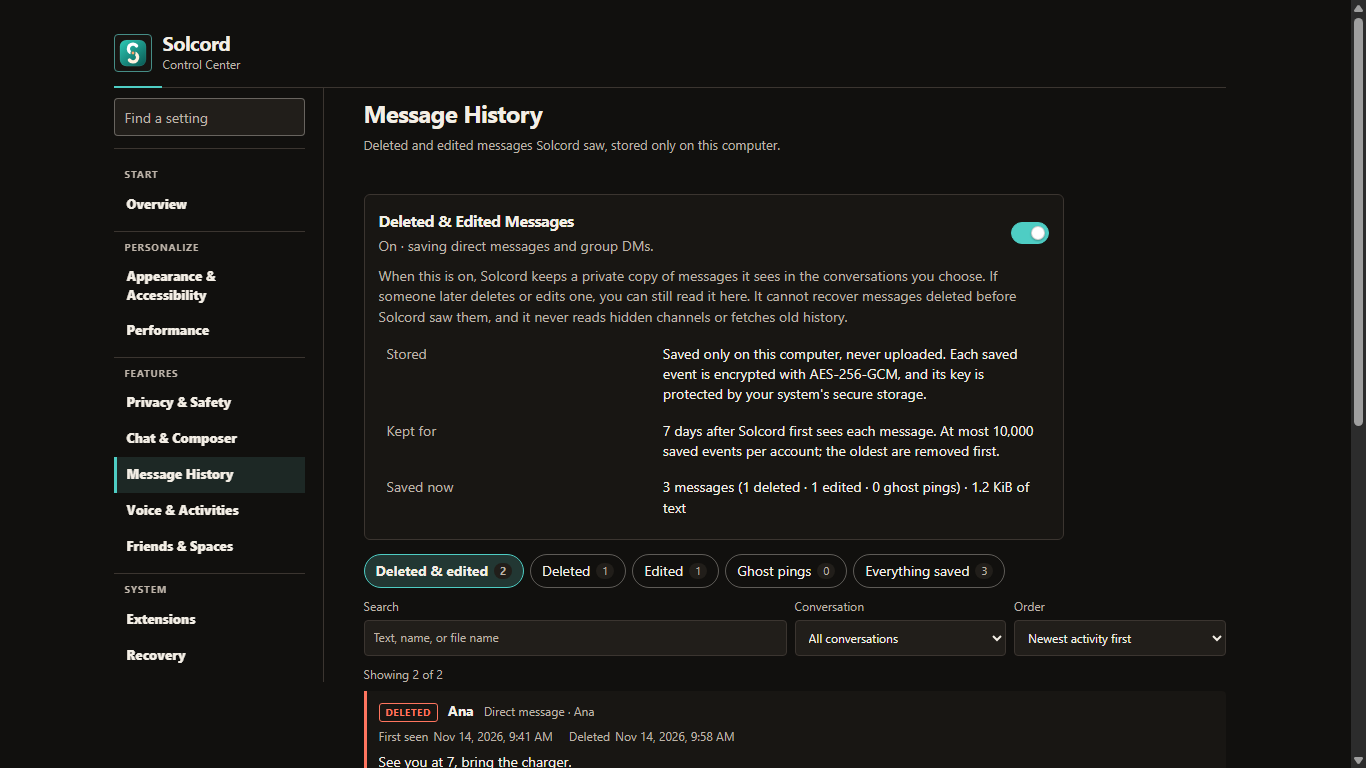 Solcord
Control Center
Find a setting
START
Overview
PERSONALIZE
Appearance &
Accessibility
Performance
FEATURES
Privacy & Safety
Chat & Composer
Message History
Voice & Activities
Friends & Spaces
SYSTEM
Extensions
Recovery
Message History
Deleted and edited messages Solcord saw, stored only on this computer.
Deleted & Edited Messages
On · saving direct messages and group DMs.
When this is on, Solcord keeps a private copy of messages it sees in the conversations you choose. If
someone later deletes or edits one, you can still read it here. It cannot recover messages deleted before
Solcord saw them, and it never reads hidden channels or fetches old history.
Stored
Saved only on this computer, never uploaded. Each saved
event is encrypted with AES-256-GCM, and its key is
protected by your system's secure storage.
Kept for
7 days after Solcord first sees each message. At most 10,000
saved events per account; the oldest are removed first.
Saved now
3 messages (1 deleted · 1 edited · 0 ghost pings) · 1.2 KiB of
text
Deleted & edited 2 Deleted 1 Edited 1 Ghost pings 0 Everything saved 3
Search Conversation Order
Text, name, or file name All conversations Newest activity first
Showing 2 of 2
DELETED Ana Direct message · Ana
First seen Nov 14, 2026, 9:41 AM Deleted Nov 14, 2026, 9:58 AM
See you at 7, bring the charger.